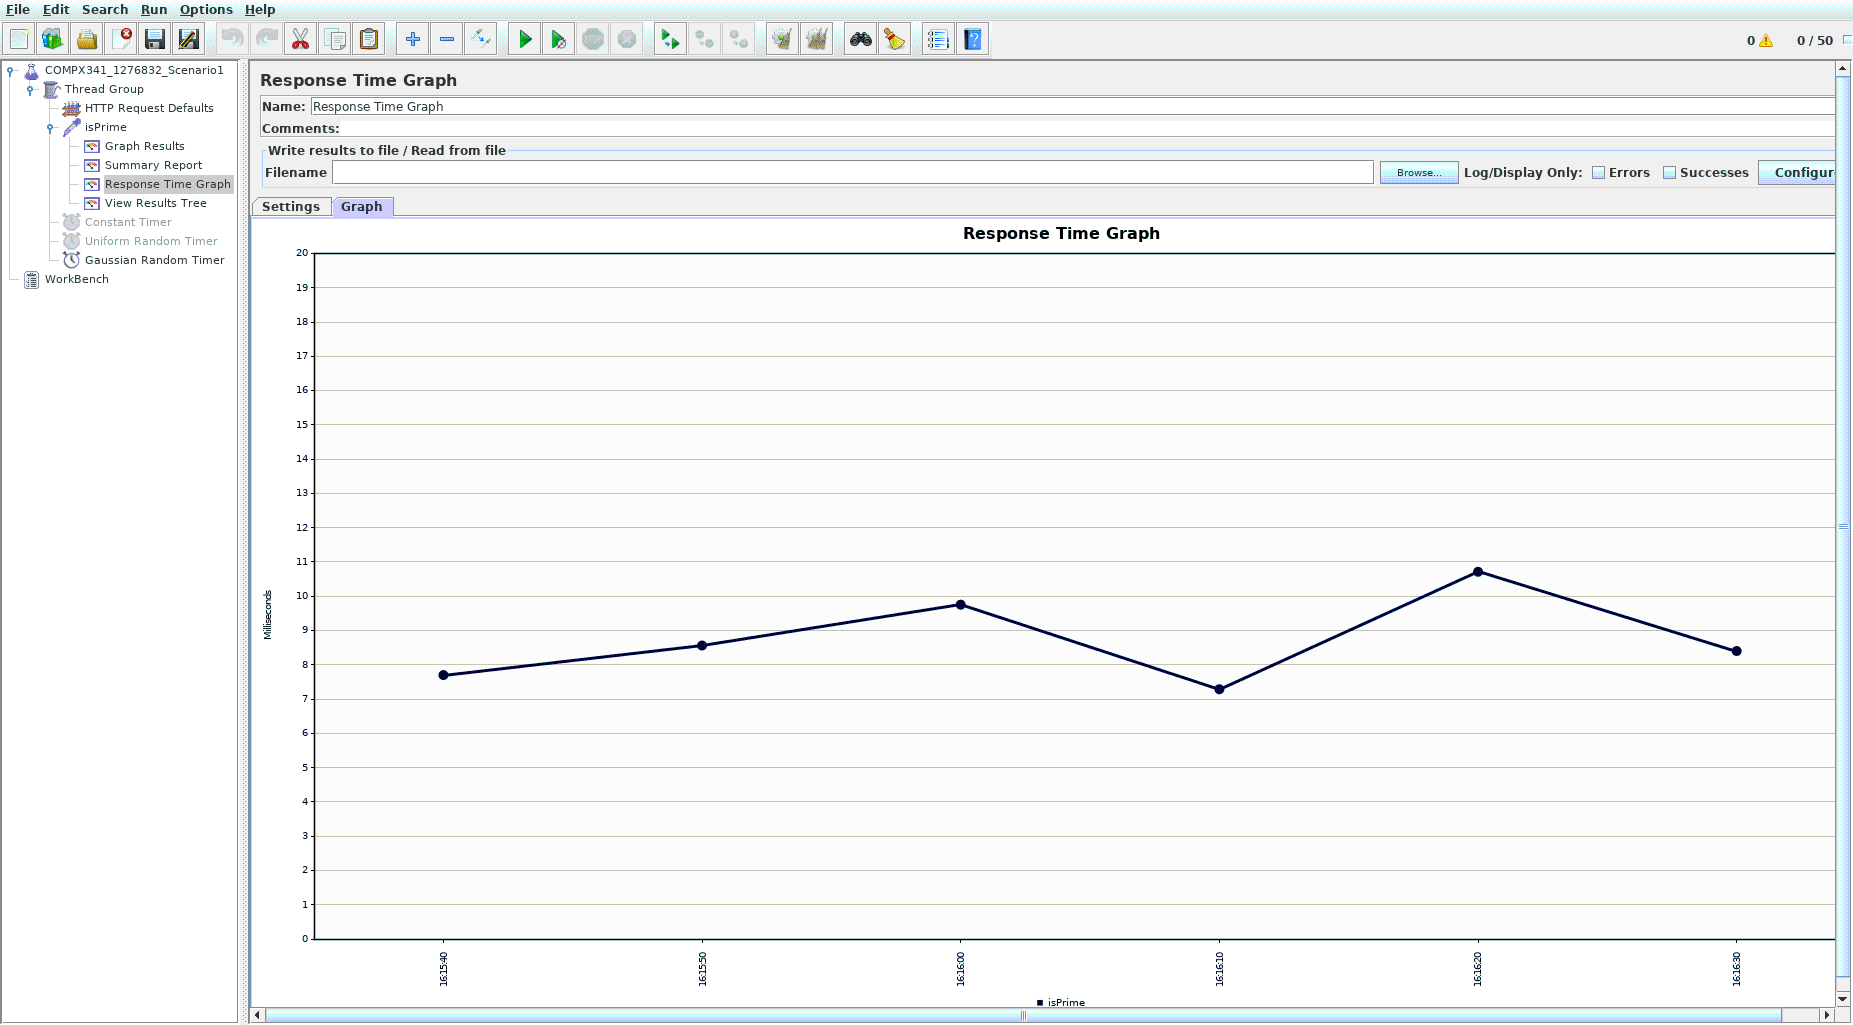 File Edit Search Run Options Help
0 0 / 50
COMPX341_1276832_Scenario1
Thread Group
HTTP Request Defaults
isPrime
Graph Results
Summary Report
Response Time Graph
View Results Tree
Constant Timer
Uniform Random Timer
Gaussian Random Timer
WorkBench
Response Time Graph
Name: Response Time Graph
Comments:
Write results to file / Read from file
Filename Browse... Log/Display Only: Errors Successes Configur
Settings Graph
Response Time Graph
20
19
18
17
16
15
14
13
12
11
10
9
8
7
6
5
4
3
2
1
0
Milliseconds
16:15:40 16:15:50 16:16:00 16:16:10 16:16:20 16:16:30
isPrime